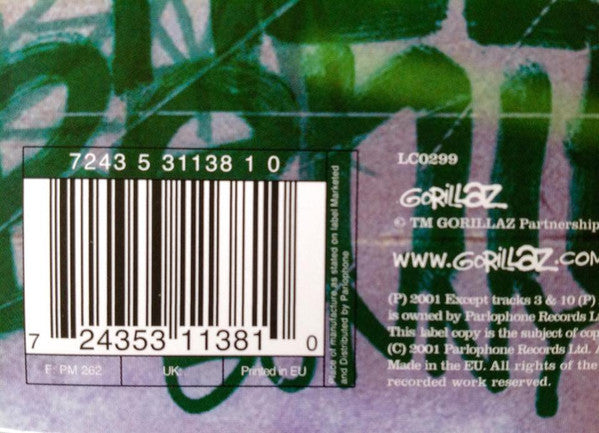 7243 5 31138 1 0
7 24353 11381 0
F: PM 262 UK: Printed in EU
Place of manufacture as stated on label Marketed
and Distributed by Parlophone
LC0299
GORILLAZ
© TM GORILLAZ Partnership
WWW.GORILLAZ.COM
(P) 2001 Except tracks 3 & 10 (P)
is owned by Parlophone Records
This label copy is the subject of
(C) 2001 Parlophone Records Ltd.
Made in the EU. All rights of the
recorded work reserved.